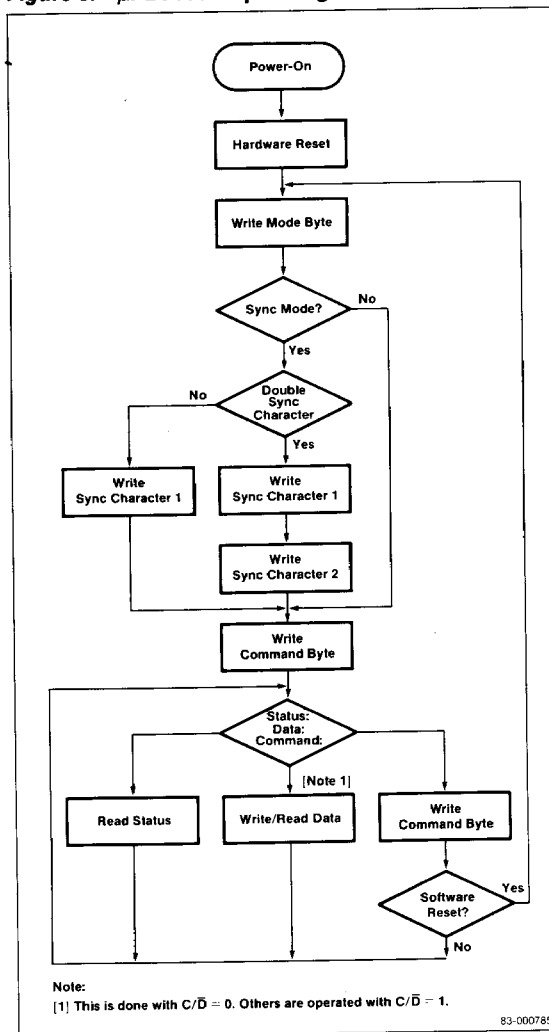 Power-On
Hardware Reset
Write Mode Byte
Sync Mode?
No
Yes
Double
Sync
Character
No
Yes
Write
Sync Character 1
Write
Sync Character 1
Write
Sync Character 2
Write
Command Byte
Status:
Data:
Command:
[Note 1]
Read Status
Write/Read Data
Write
Command Byte
Software
Reset?
Yes
No
Note:
[1] This is done with C/D̅ = 0. Others are operated with C/D̅ = 1.
83-000785